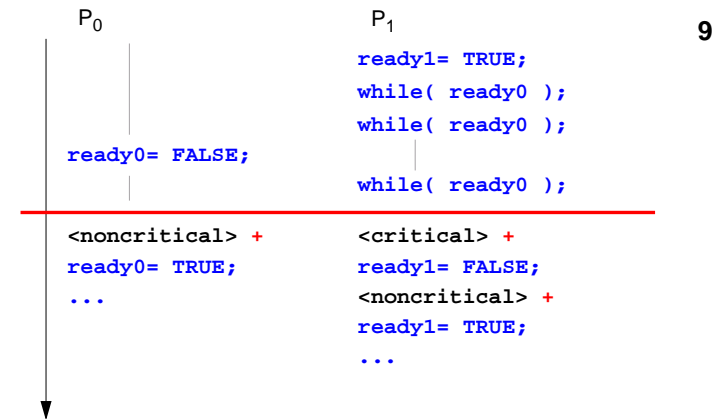 P0 P1 9
ready1= TRUE;
while( ready0 );
while( ready0 );
ready0= FALSE;
while( ready0 );
<noncritical> + <critical> +
ready0= TRUE; ready1= FALSE;
... <noncritical> +
ready1= TRUE;
...